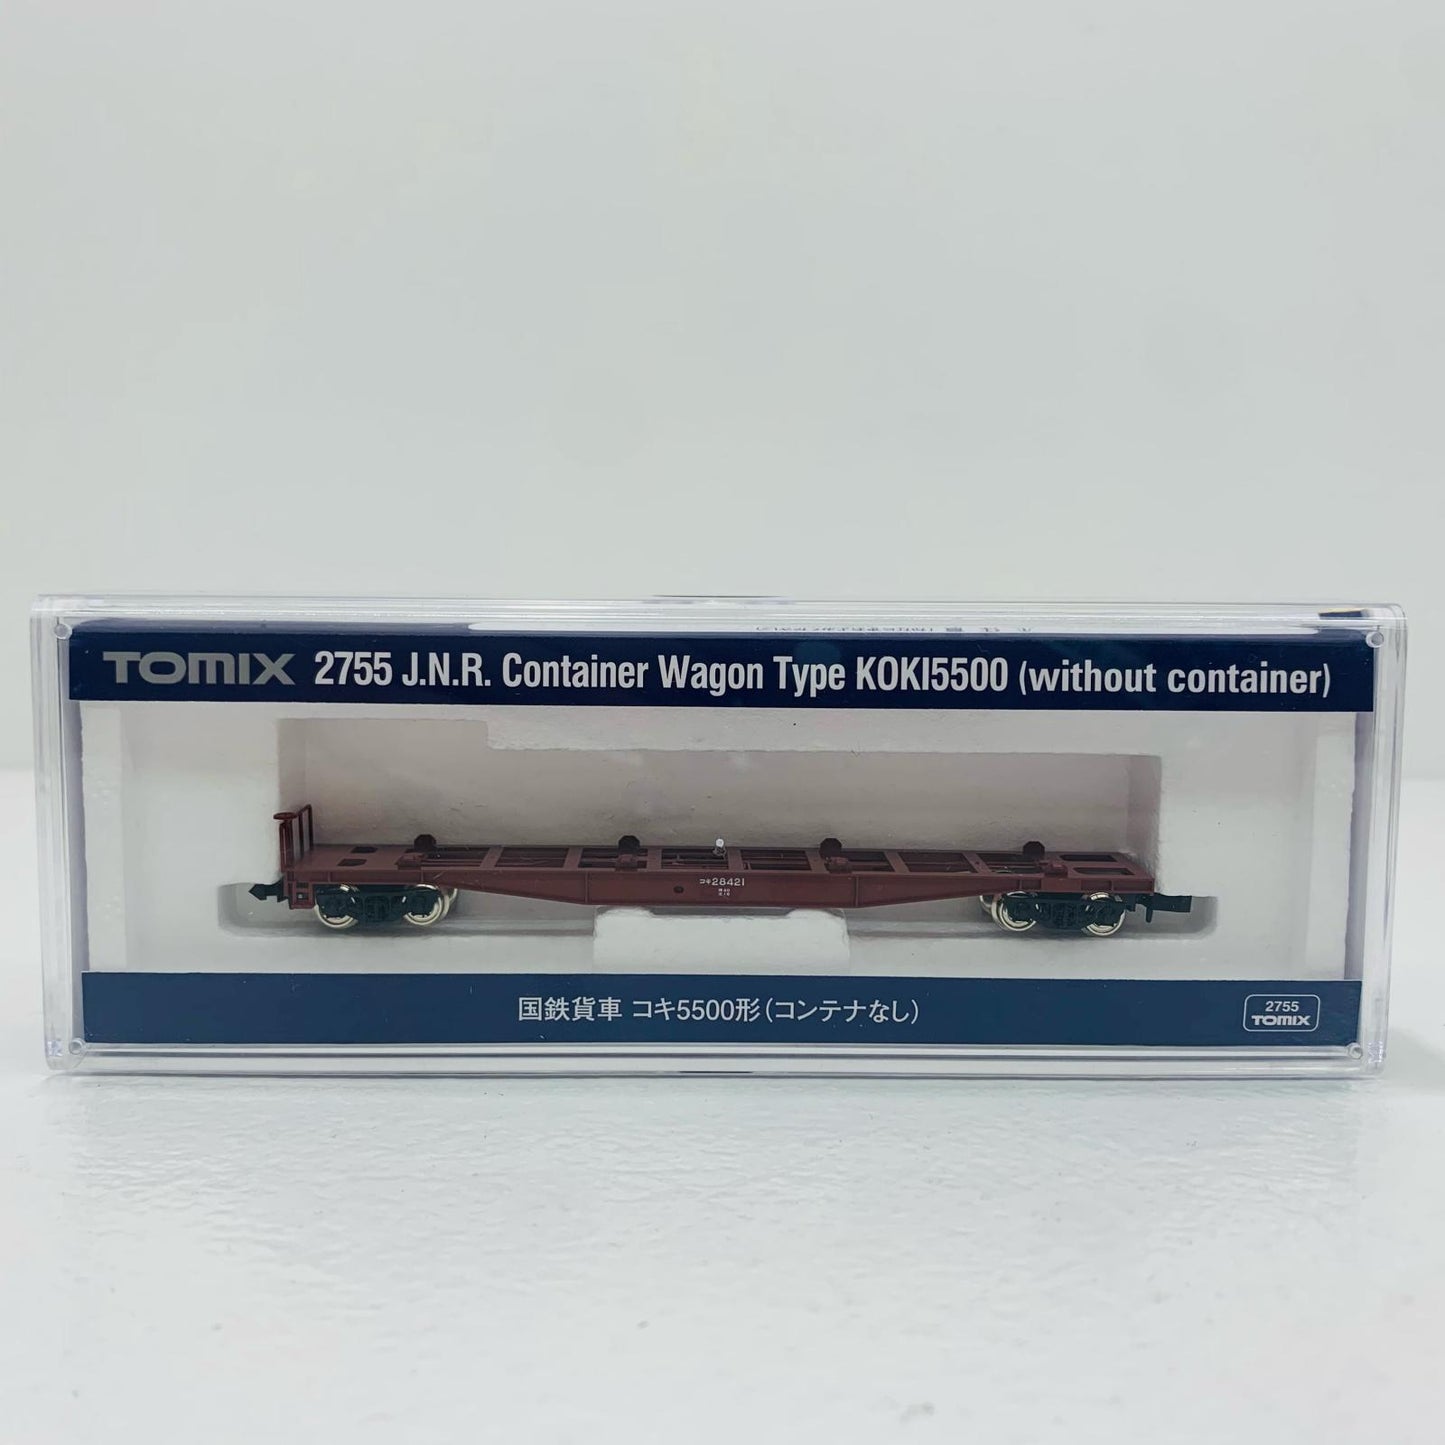 TOMIX 2755 J.N.R. Container Wagon Type KOKI5500 (without container)
コキ28421
国鉄貨車 コキ5500形(コンテナなし)
2755
TOMIX